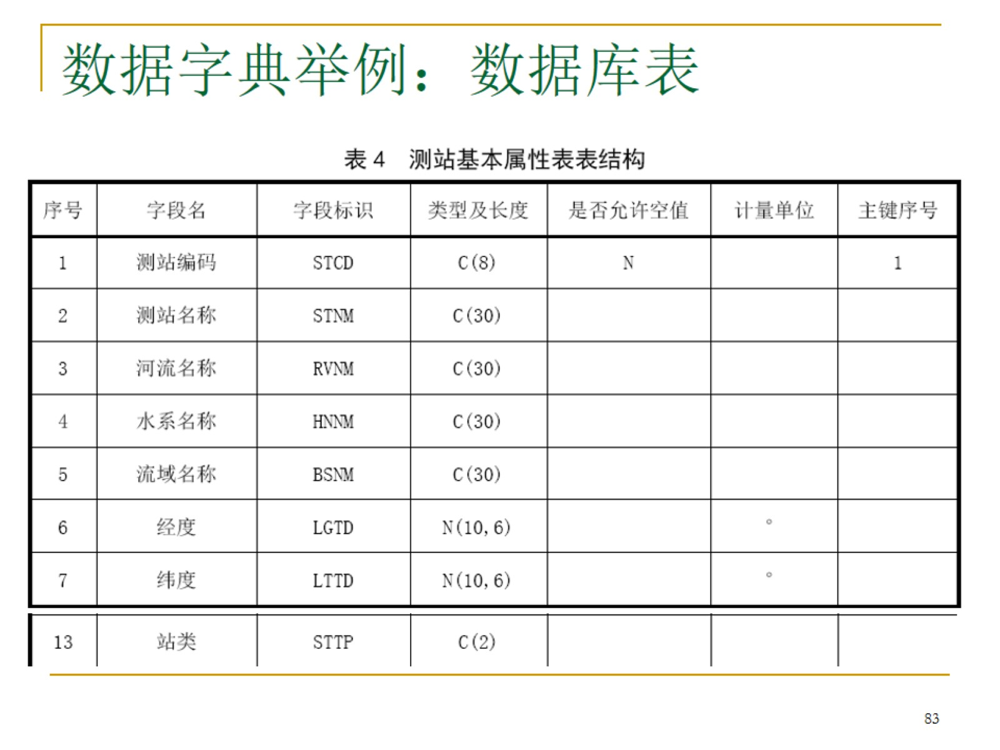 数据字典举例：数据库表
表 4 测站基本属性表表结构
序号 字段名 字段标识 类型及长度 是否允许空值 计量单位 主键序号
1 测站编码 STCD C(8) N 1
2 测站名称 STNM C(30)
3 河流名称 RVNM C(30)
4 水系名称 HNNM C(30)
5 流域名称 BSNM C(30)
6 经度 LGTD N(10,6) °
7 纬度 LTTD N(10,6) °
13 站类 STTP C(2)
83